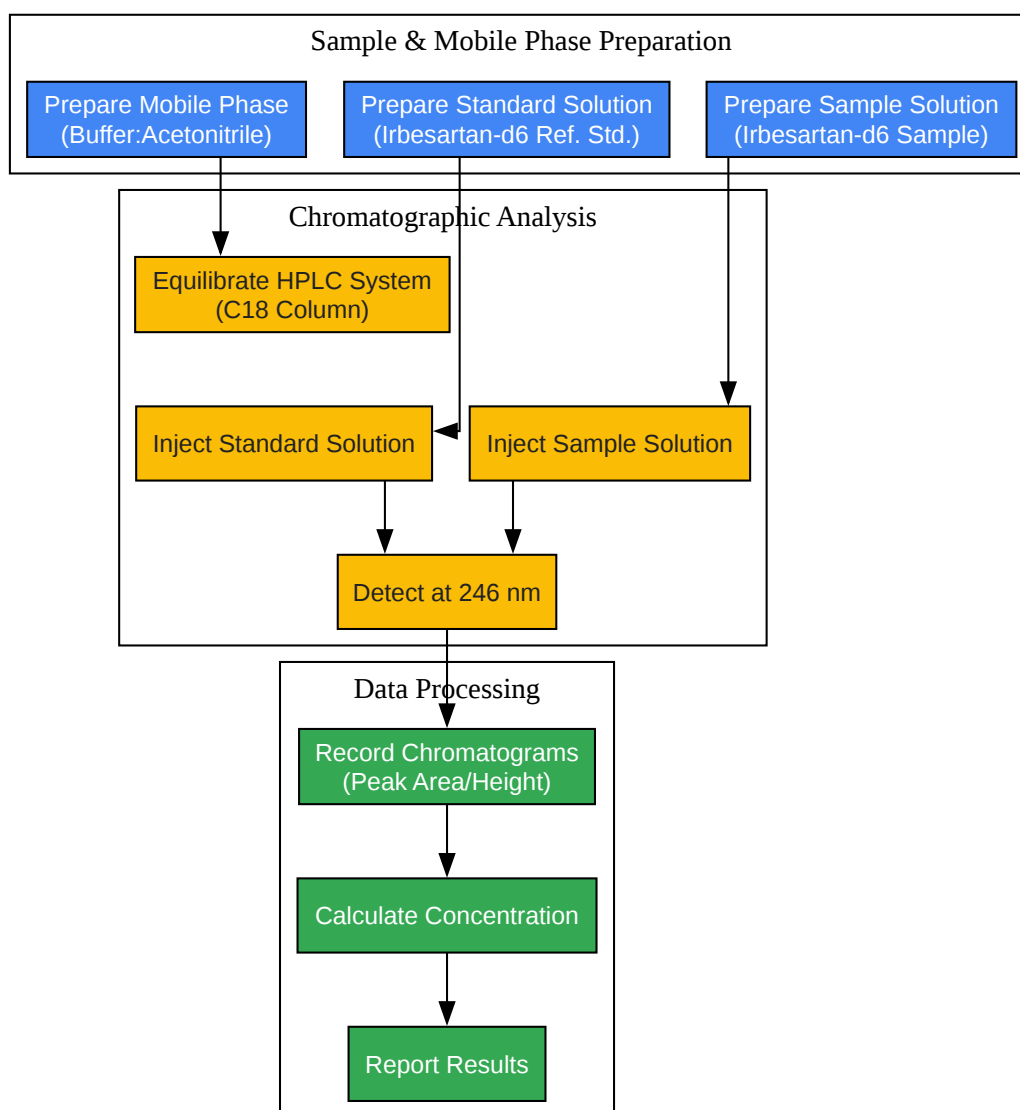 Sample & Mobile Phase Preparation
Prepare Mobile Phase
(Buffer:Acetonitrile)
Prepare Standard Solution
(Irbesartan-d6 Ref. Std.)
Prepare Sample Solution
(Irbesartan-d6 Sample)
Chromatographic Analysis
Equilibrate HPLC System
(C18 Column)
Inject Standard Solution
Inject Sample Solution
Detect at 246 nm
Data Processing
Record Chromatograms
(Peak Area/Height)
Calculate Concentration
Report Results